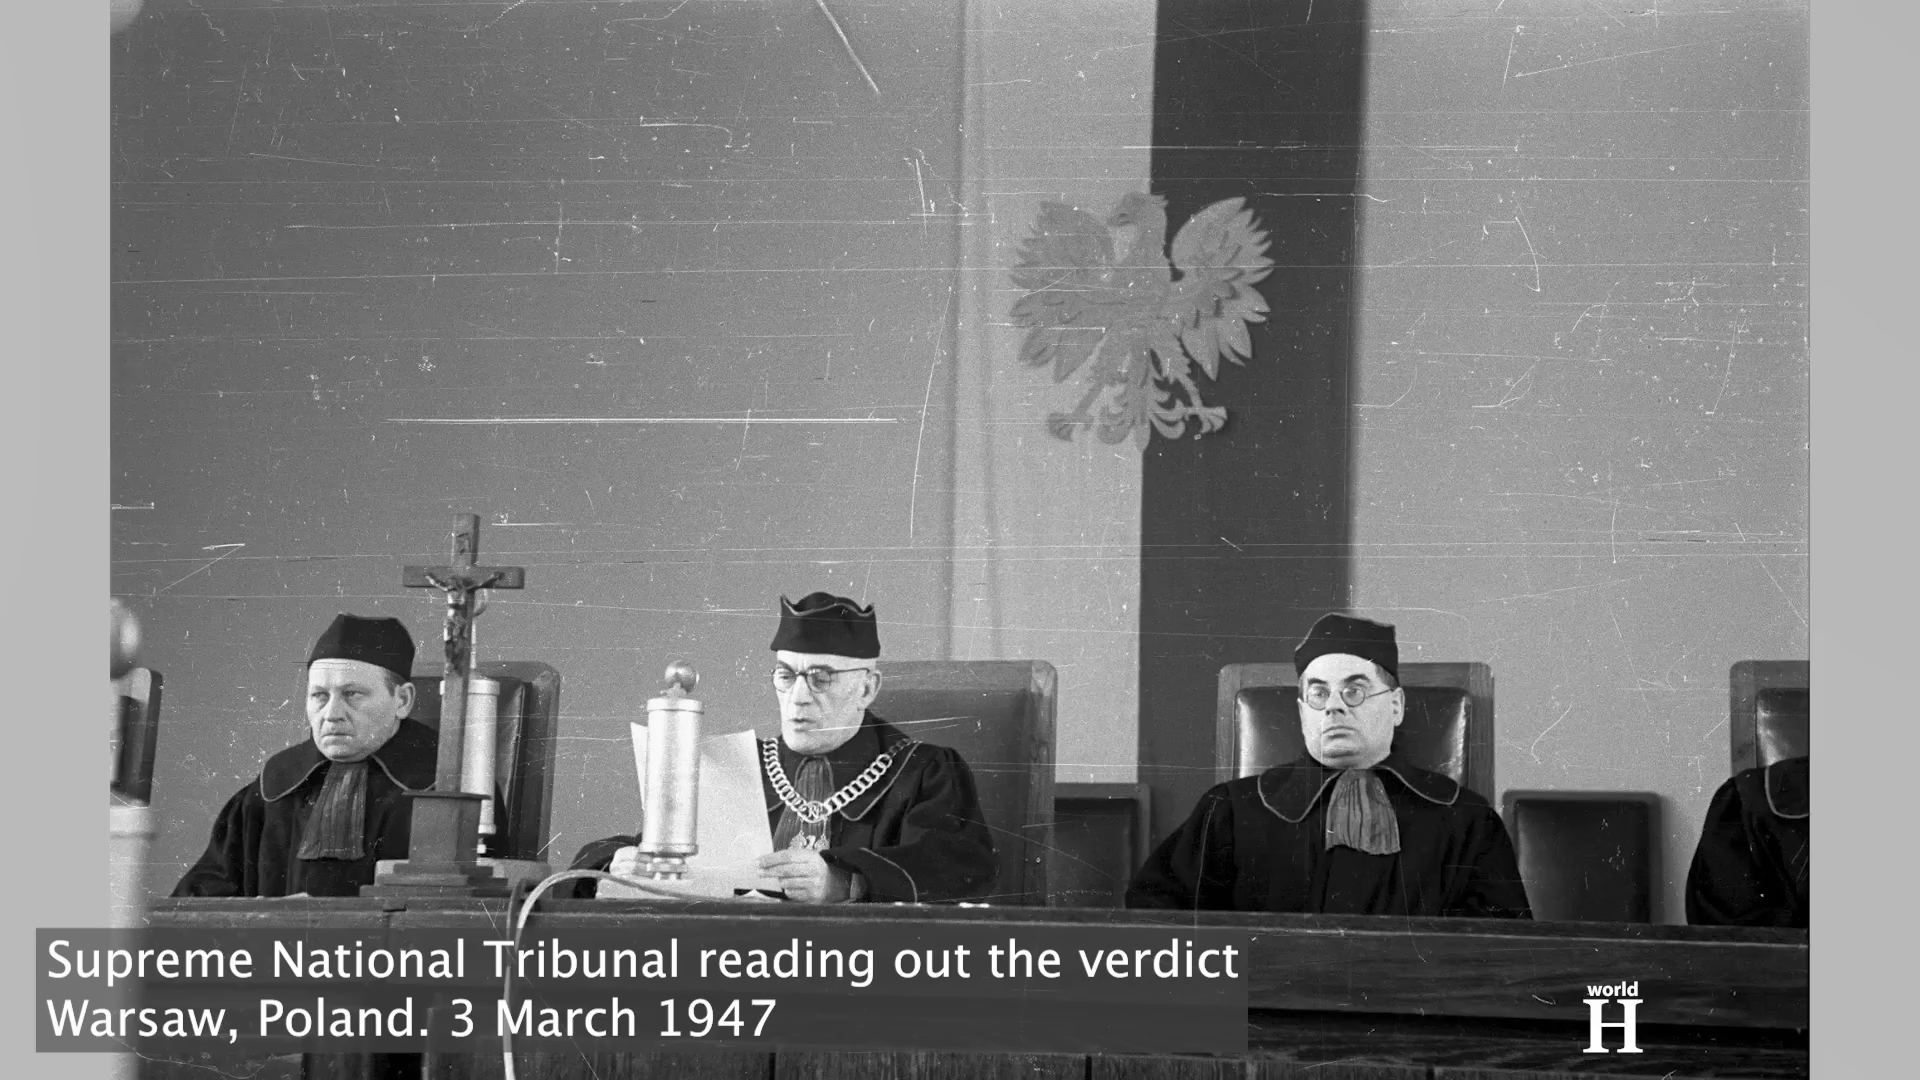 Supreme National Tribunal reading out the verdict
Warsaw, Poland. 3 March 1947
world
H